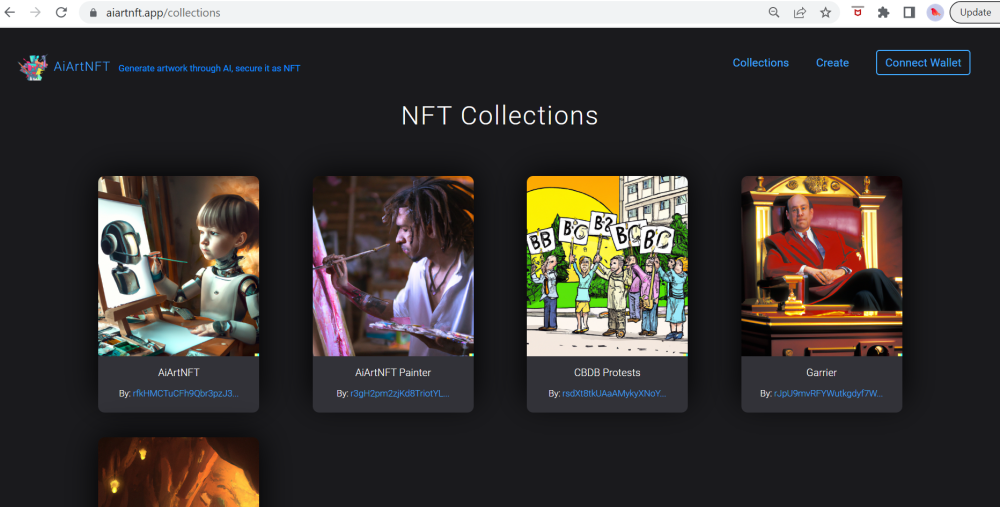 aiartnft.app/collections
Update
AiArtNFT Generate artwork through AI, secure it as NFT
Collections
Create
Connect Wallet
NFT Collections
BB BC B? BC BC
AiArtNFT
By: rfkHMCTuCFh9Qbr3pzJ3...
AiArtNFT Painter
By: r3gH2pm2zjKd8TriotYL...
CBDB Protests
By: rsdXt8tkUAaAMykyXNoY...
Garrier
By: rJpU9mvRFYWutkgdyf7W...